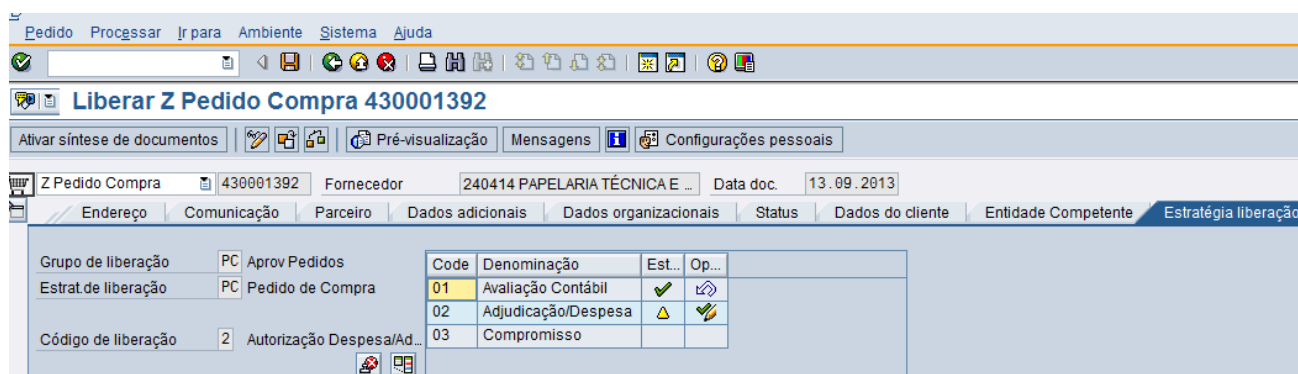 Pedido Processar Ir para Ambiente Sistema Ajuda
Liberar Z Pedido Compra 430001392
Ativar síntese de documentos Pré-visualização Mensagens Configurações pessoais
Z Pedido Compra 430001392 Fornecedor 240414 PAPELARIA TÉCNICA E ... Data doc. 13.09.2013
Endereço Comunicação Parceiro Dados adicionais Dados organizacionais Status Dados do cliente Entidade Competente Estratégia liberação
Grupo de liberação PC Aprov Pedidos
Estrat.de liberação PC Pedido de Compra
Código de liberação 2 Autorização Despesa/Ad...
Code Denominação Est... Op...
01 Avaliação Contábil
02 Adjudicação/Despesa
03 Compromisso